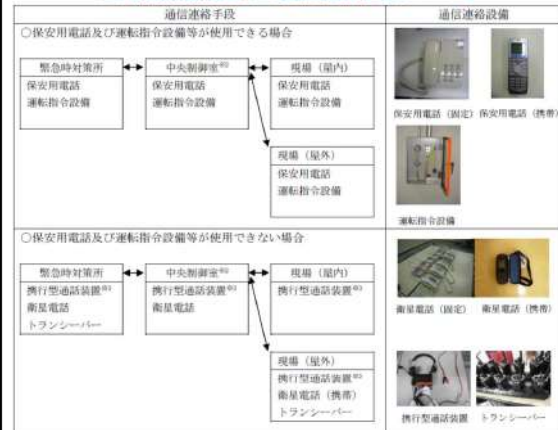 通信連絡手段
通信連絡設備
○保安用電話及び運転指令設備等が使用できる場合
緊急時対策所
保安用電話
運転指令設備
中央制御室※2
保安用電話
運転指令設備
現場（屋内）
保安用電話
運転指令設備
現場（屋外）
保安用電話
運転指令設備
保安用電話（固定）
保安用電話（携帯）
運転指令設備
○保安用電話及び運転指令設備等が使用できない場合
緊急時対策所
携行型通話装置※3
衛星電話
トランシーバー
中央制御室※2
携行型通話装置※3
衛星電話
現場（屋内）
携行型通話装置※3
現場（屋外）
携行型通話装置※3
衛星電話（携帯）
トランシーバー
衛星電話（固定）
衛星電話（携帯）
携行型通話装置
トランシーバー